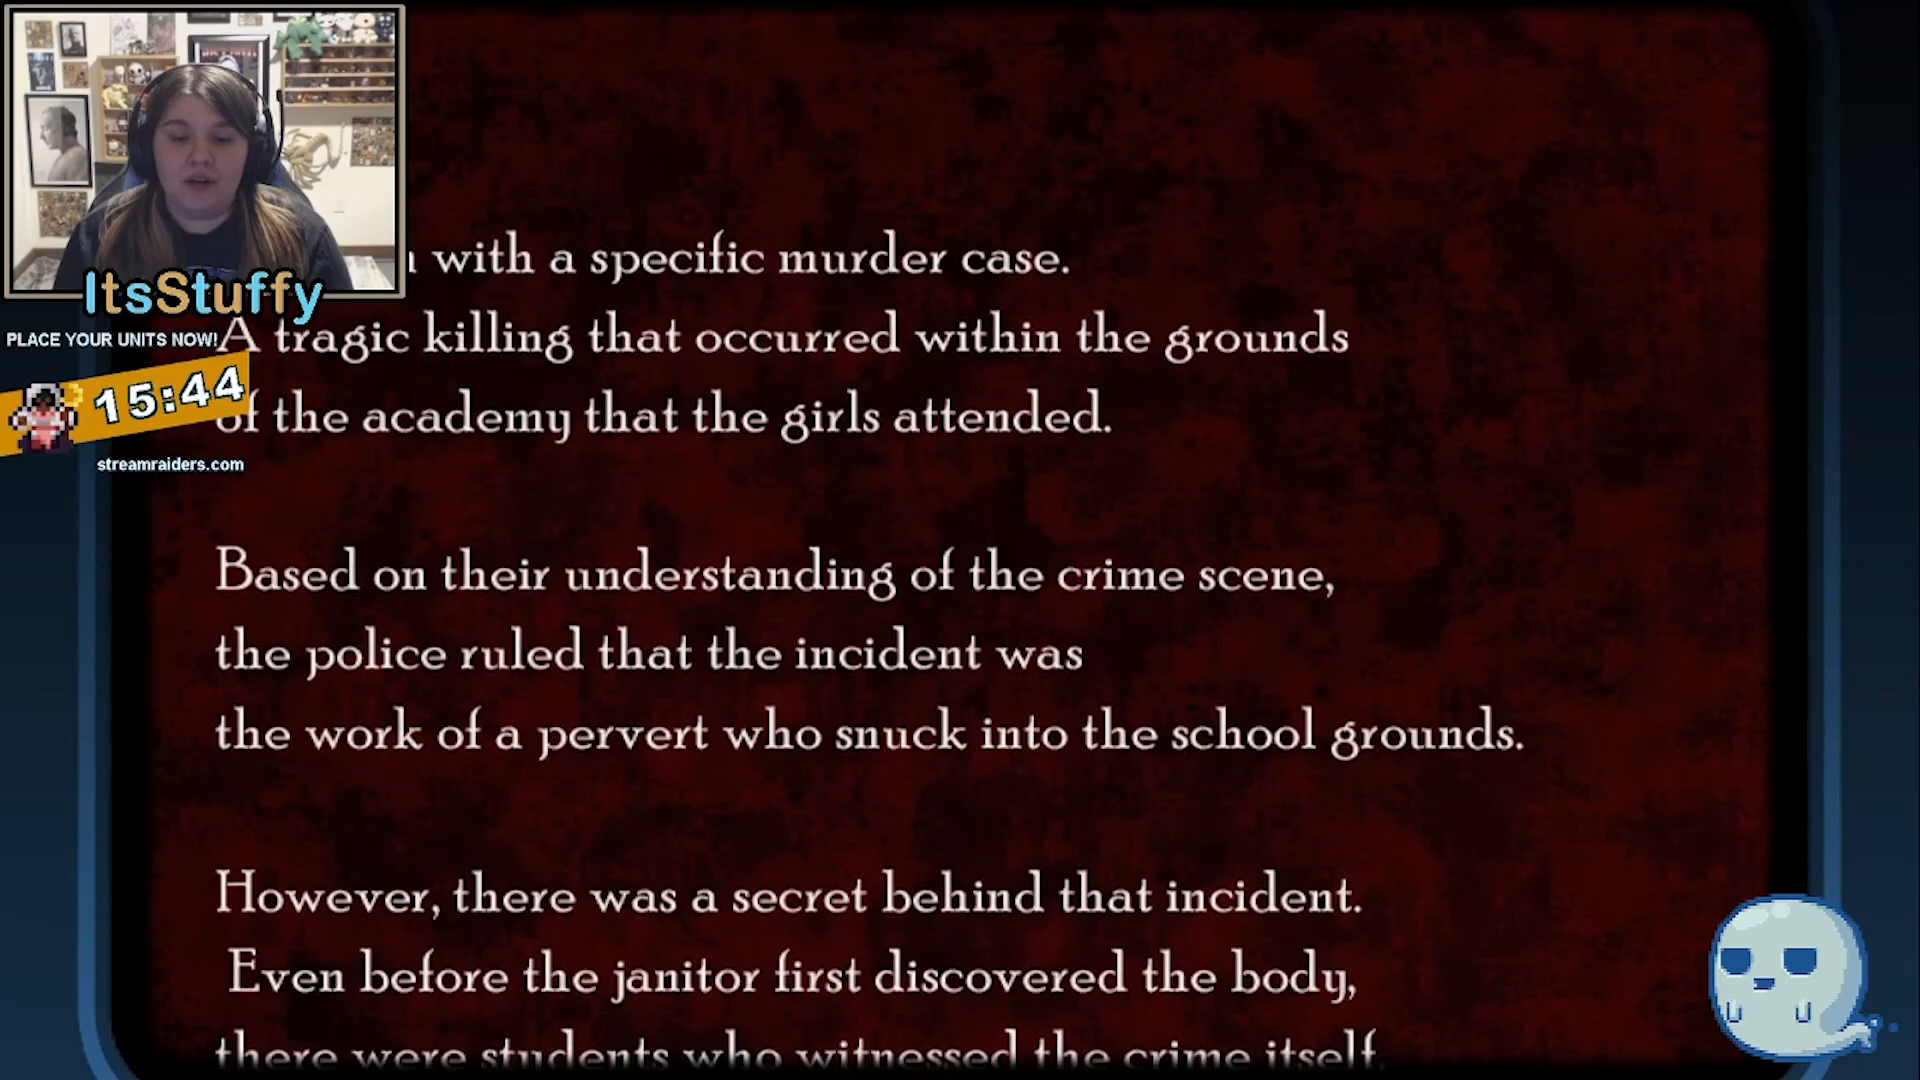 with a specific murder case.
ItsStuffy
PLACE YOUR UNITS NOW!
A tragic killing that occurred within the grounds
15:44
of the academy that the girls attended.
streamraiders.com
Based on their understanding of the crime scene,
the police ruled that the incident was
the work of a pervert who snuck into the school grounds.
However, there was a secret behind that incident.
Even before the janitor first discovered the body,
there were students who witnessed the crime itself.